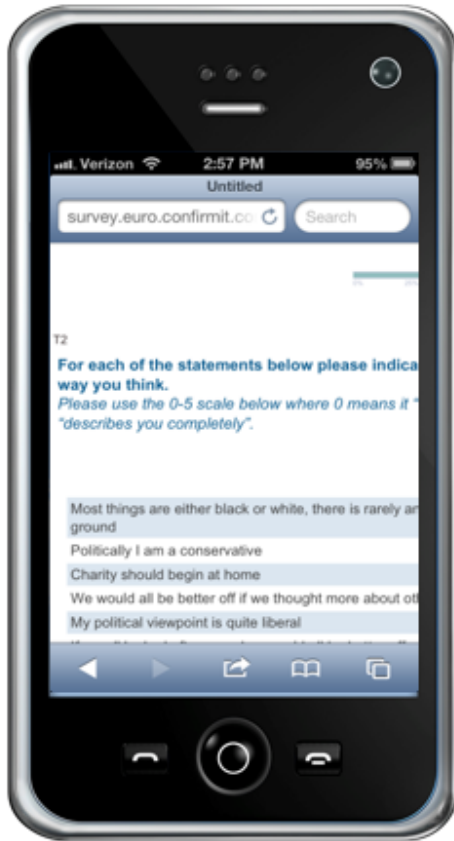 Verizon 2:57 PM 95%
Untitled
survey.euro.confirmit.co Search
T2
For each of the statements below please indica
way you think.
Please use the 0-5 scale below where 0 means it "
"describes you completely".
Most things are either black or white, there is rarely an
ground
Politically I am a conservative
Charity should begin at home
We would all be better off if we thought more about oth
My political viewpoint is quite liberal